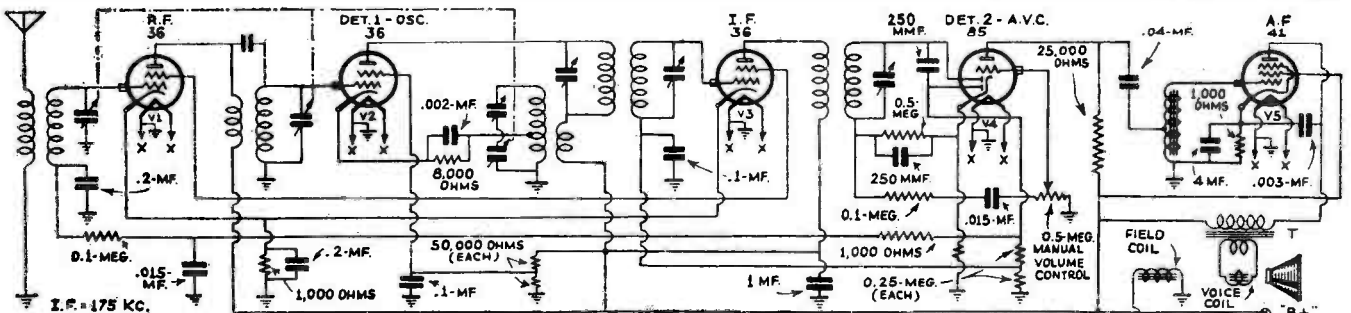 R.F.
36
DET. 1 - OSC.
36
I.F.
36
250
MMF.
DET. 2 - A.V.C.
85
25,000
OHMS
.04-MF.
A.F
41
V1
X X
V2
X X
.002-MF.
8,000
OHMS
V3
X X
0.5-
MEG.
250 MMF.
V4
X X
1,000
OHMS
V5
X X
4 MF.
.003-MF.
.2-MF.
.1-MF.
0.1-MEG.
.015-MF.
0.5-MEG.
MANUAL
VOLUME
CONTROL
0.1-MEG.
.015-
MF.
.2-MF.
1,000 OHMS
50,000 OHMS
(EACH)
.1-MF
1 MF.
1,000 OHMS
0.25-MEG.
(EACH)
FIELD
COIL
T
VOICE
COIL
"B+"
I.F. = 175 KC.